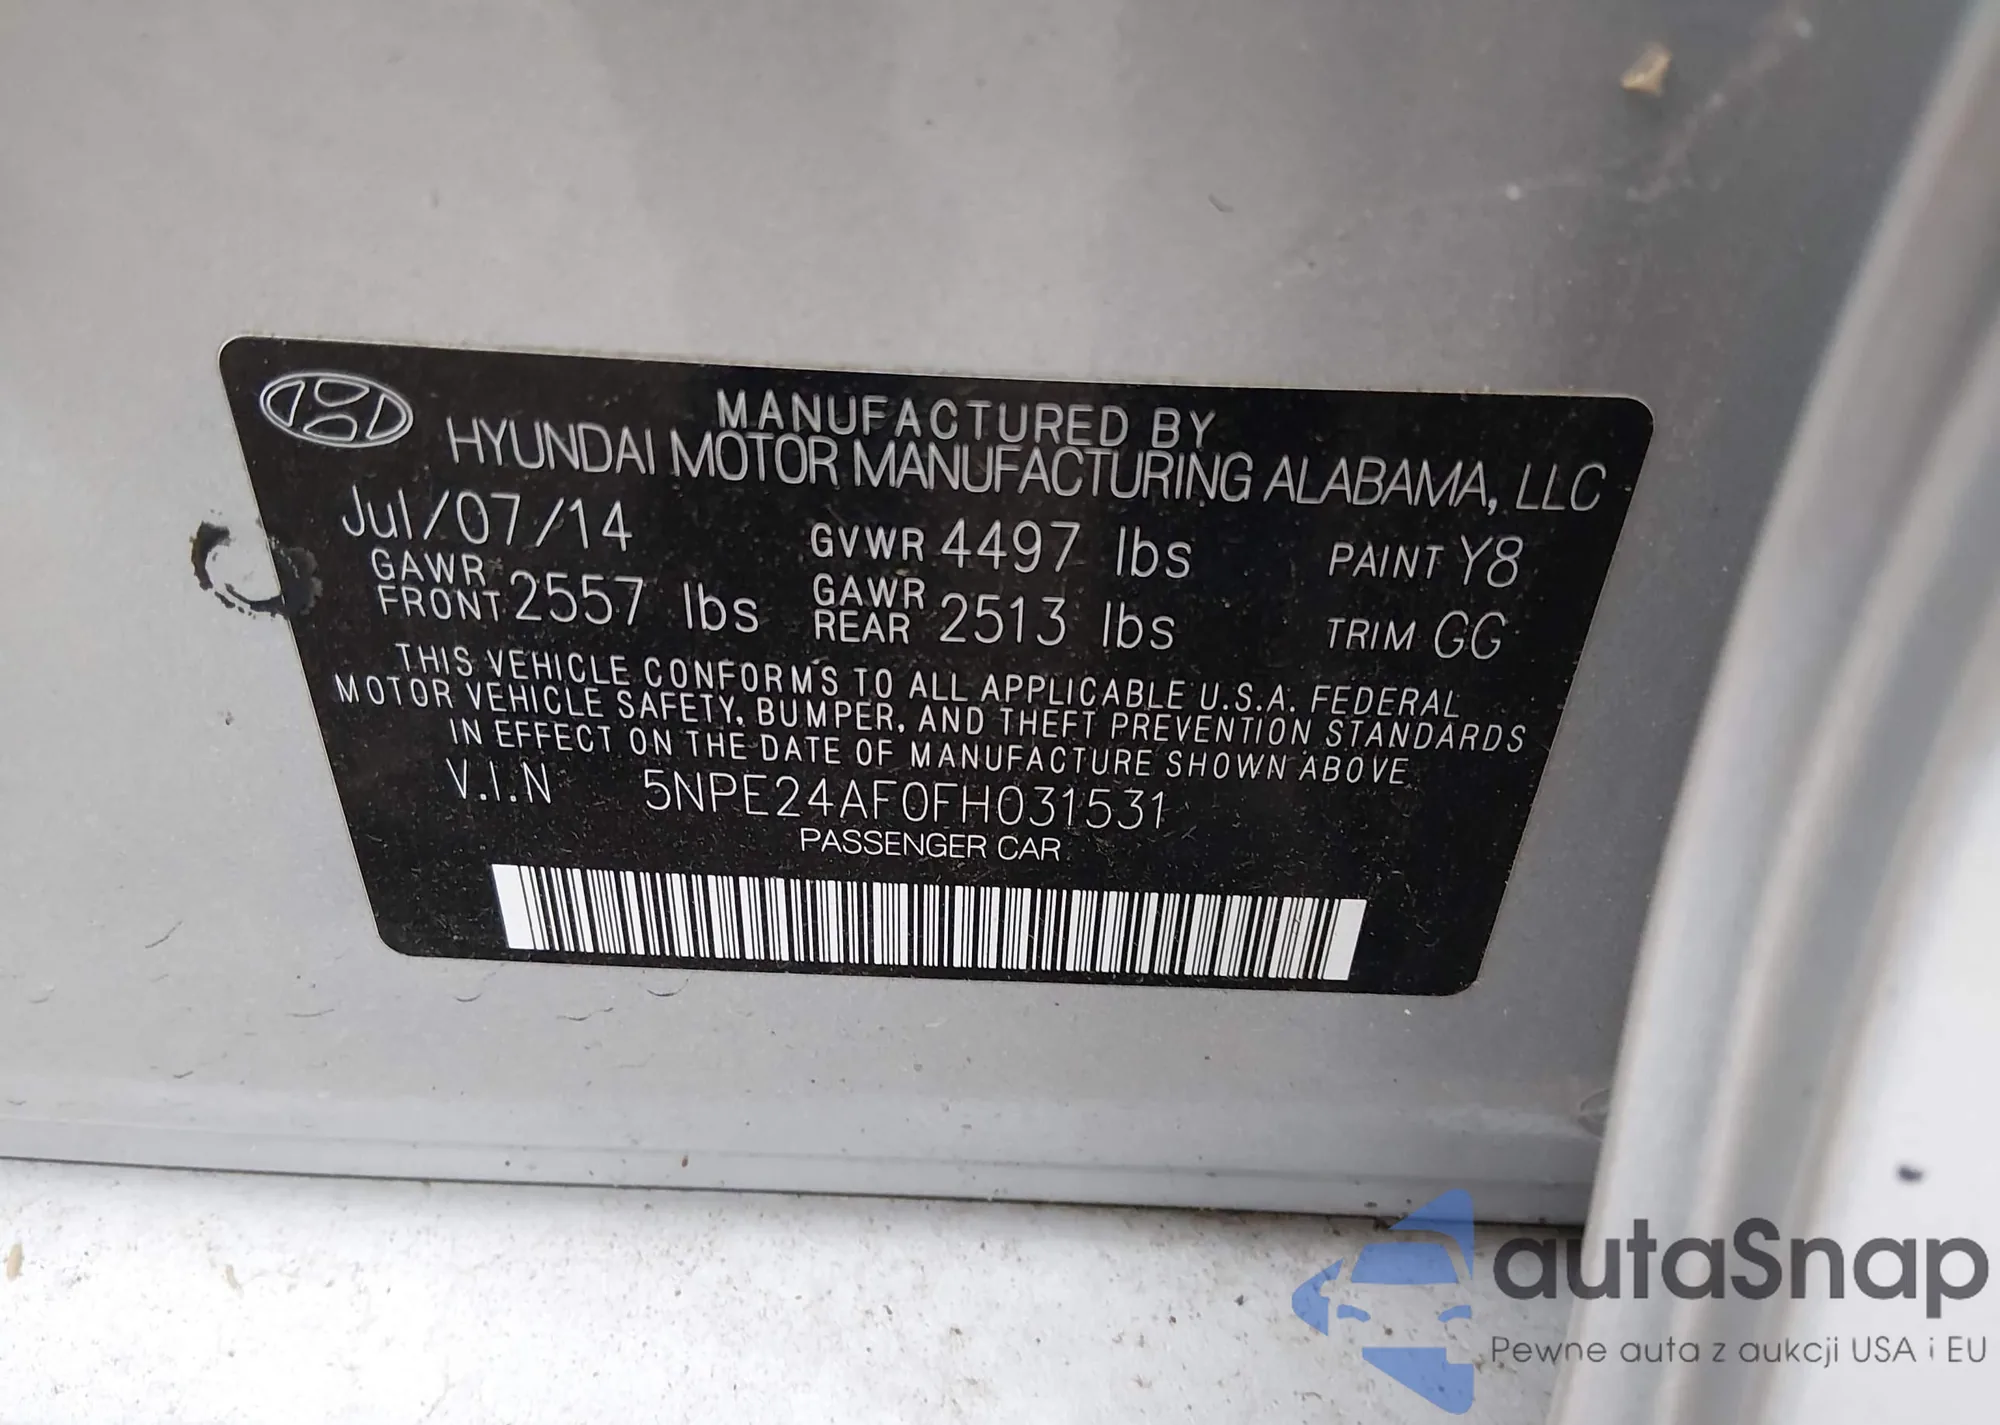 MANUFACTURED BY
HYUNDAI MOTOR MANUFACTURING ALABAMA, LLC
Jul/07/14 GVWR 4497 lbs PAINT Y8
GAWR FRONT 2557 lbs GAWR REAR 2513 lbs TRIM GG
THIS VEHICLE CONFORMS TO ALL APPLICABLE U.S.A. FEDERAL
MOTOR VEHICLE SAFETY, BUMPER, AND THEFT PREVENTION STANDARDS
IN EFFECT ON THE DATE OF MANUFACTURE SHOWN ABOVE
V.I.N 5NPE24AF0FH031531
PASSENGER CAR
autaSnap
Pewne auta z aukcji USA i EU